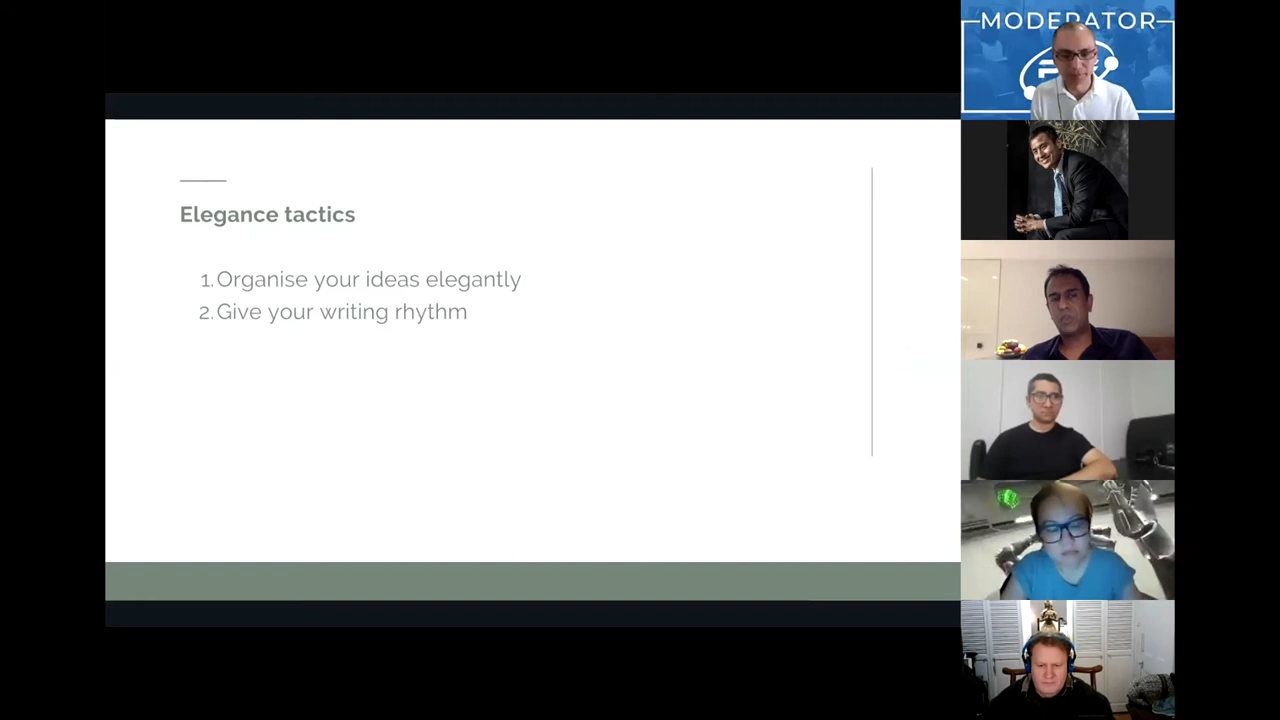 MODERATOR
Elegance tactics
1. Organise your ideas elegantly
2. Give your writing rhythm